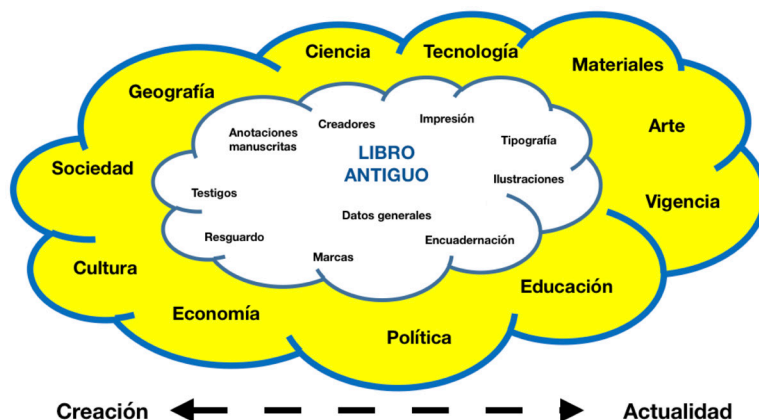 Ciencia
Tecnología
Materiales
Geografía
Arte
Sociedad
Vigencia
Cultura
Educación
Economía
Política
Anotaciones
manuscritas
Creadores
Impresión
Tipografía
LIBRO
ANTIGUO
Ilustraciones
Testigos
Datos generales
Resguardo
Encuadernación
Marcas
Creación
Actualidad